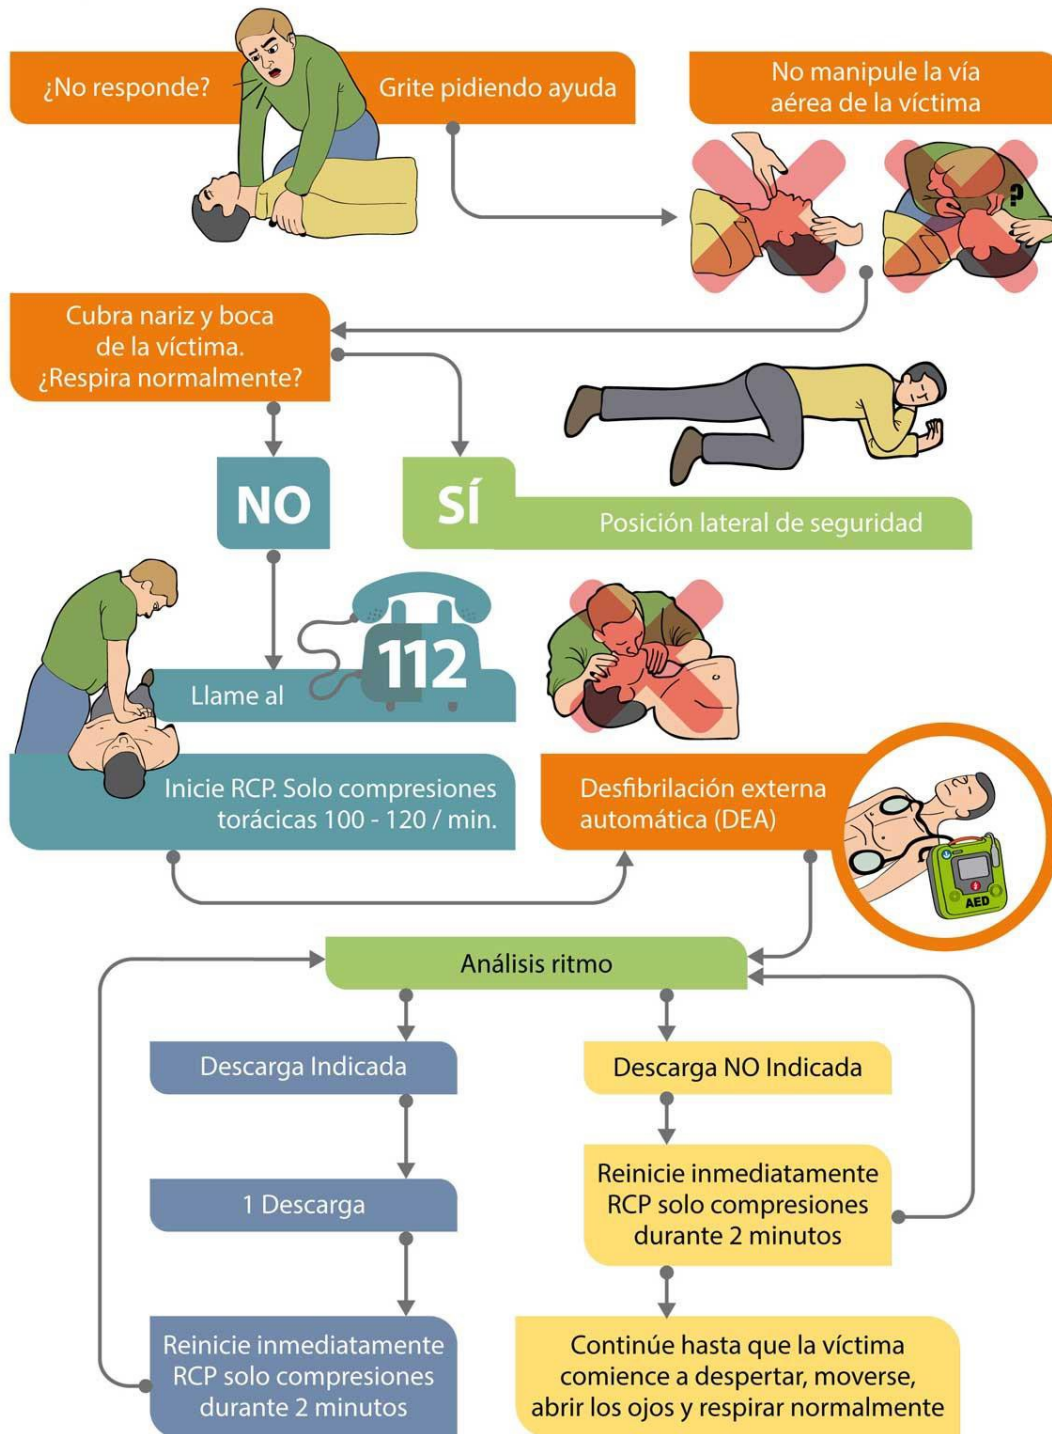 ¿No responde?
Grite pidiendo ayuda
No manipule la vía
aérea de la víctima
?
Cubra nariz y boca
de la víctima.
¿Respira normalmente?
NO
SÍ
Posición lateral de seguridad
Llame al
112
Inicie RCP. Solo compresiones
torácicas 100 - 120 / min.
Desfibrilación externa
automática (DEA)
AED
Análisis ritmo
Descarga Indicada
1 Descarga
Reinicie inmediatamente
RCP solo compresiones
durante 2 minutos
Descarga NO Indicada
Reinicie inmediatamente
RCP solo compresiones
durante 2 minutos
Continúe hasta que la víctima
comience a despertar, moverse,
abrir los ojos y respirar normalmente